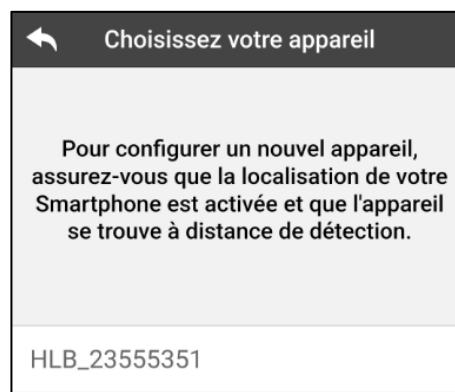 Choisissez votre appareil
Pour configurer un nouvel appareil,
assurez-vous que la localisation de votre
Smartphone est activée et que l'appareil
se trouve à distance de détection.
HLB_23555351